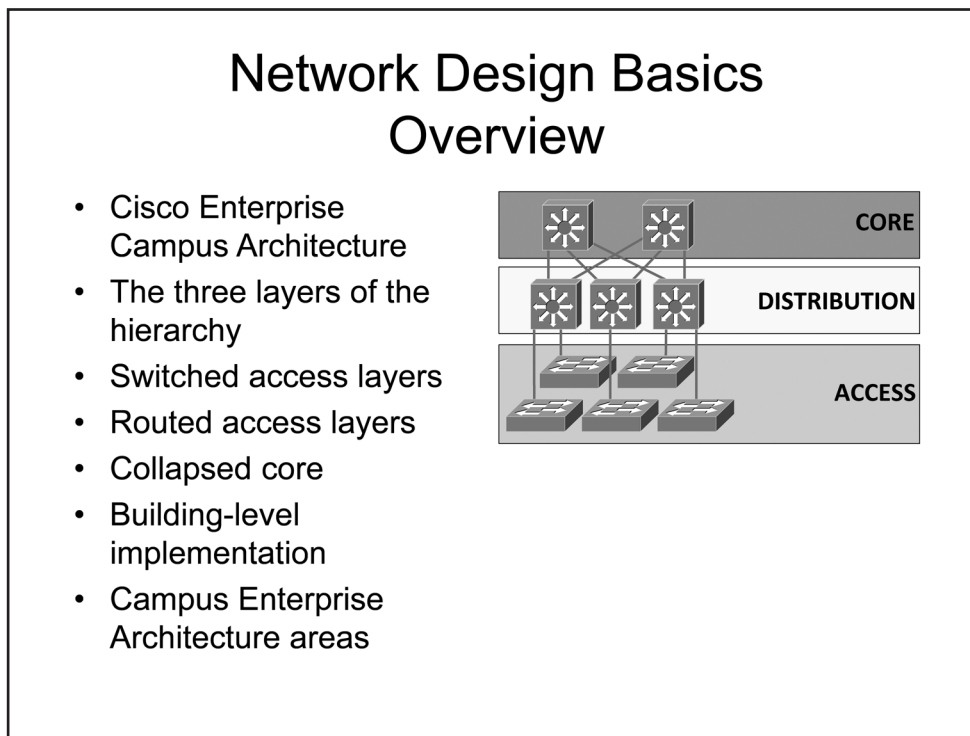 Network Design Basics
Overview
• Cisco Enterprise
Campus Architecture
• The three layers of the
hierarchy
• Switched access layers
• Routed access layers
• Collapsed core
• Building-level
implementation
• Campus Enterprise
Architecture areas
CORE
DISTRIBUTION
ACCESS